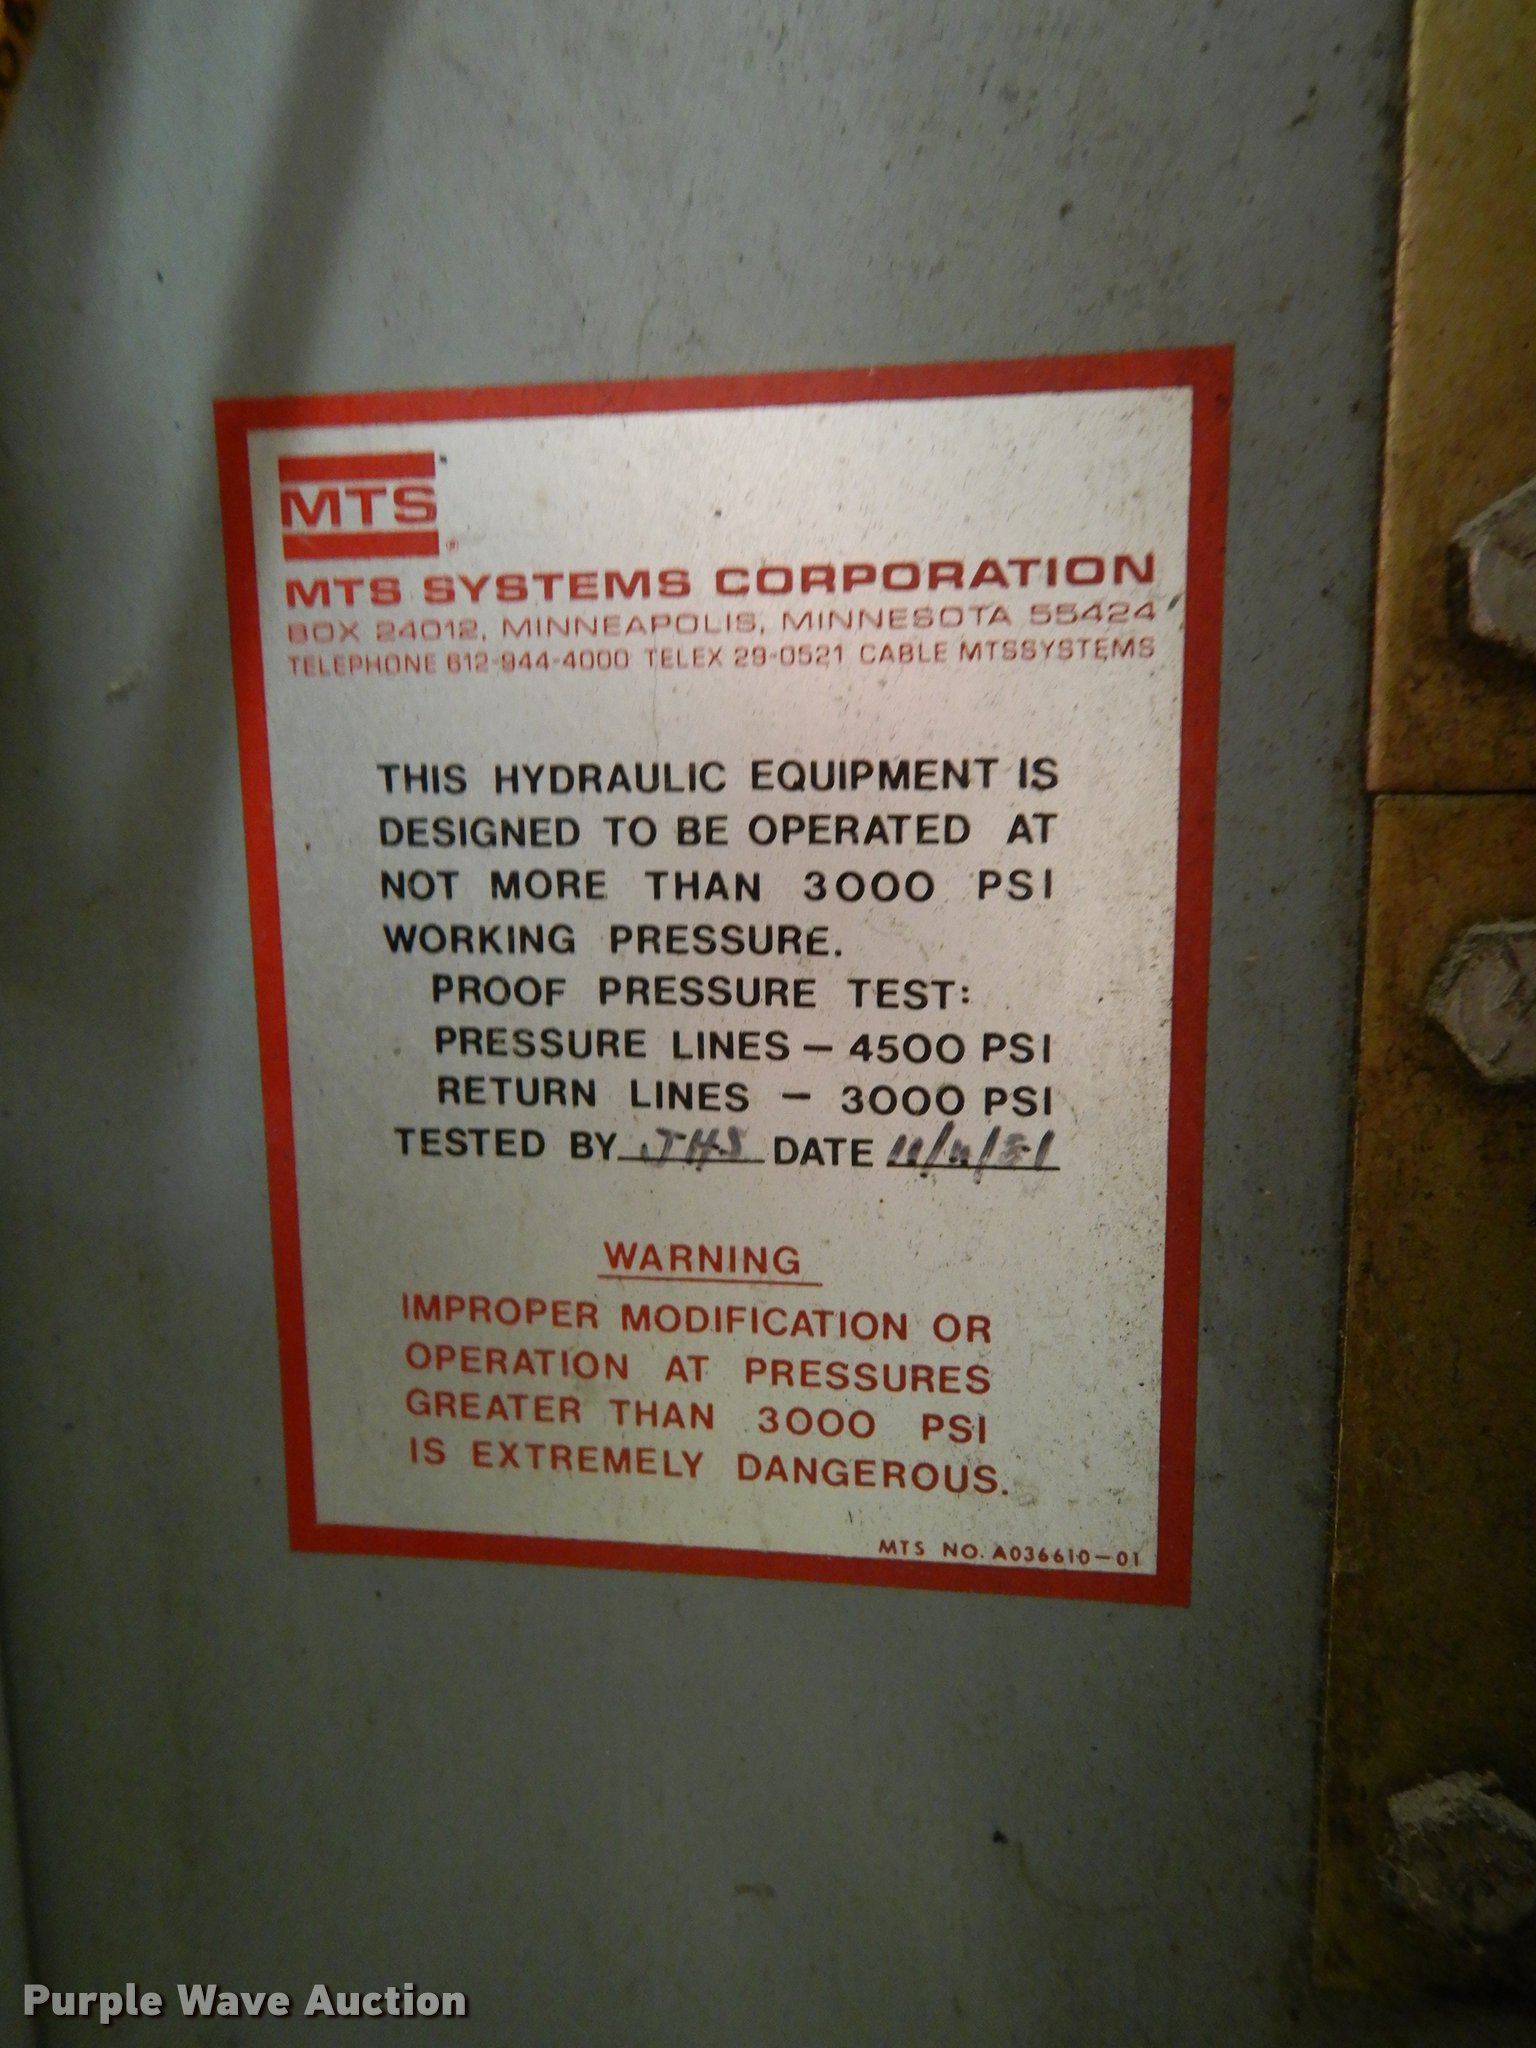 MTS
MTS SYSTEMS CORPORATION
BOX 24012, MINNEAPOLIS, MINNESOTA 55424
TELEPHONE 612-944-4000 TELEX 29-0521 CABLE MTSSYSTEMS
THIS HYDRAULIC EQUIPMENT IS
DESIGNED TO BE OPERATED AT
NOT MORE THAN 3000 PSI
WORKING PRESSURE.
PROOF PRESSURE TEST:
PRESSURE LINES – 4500 PSI
RETURN LINES – 3000 PSI
TESTED BY JHS DATE
WARNING
IMPROPER MODIFICATION OR
OPERATION AT PRESSURES
GREATER THAN 3000 PSI
IS EXTREMELY DANGEROUS.
MTS NO. A036610-01
Purple Wave Auction